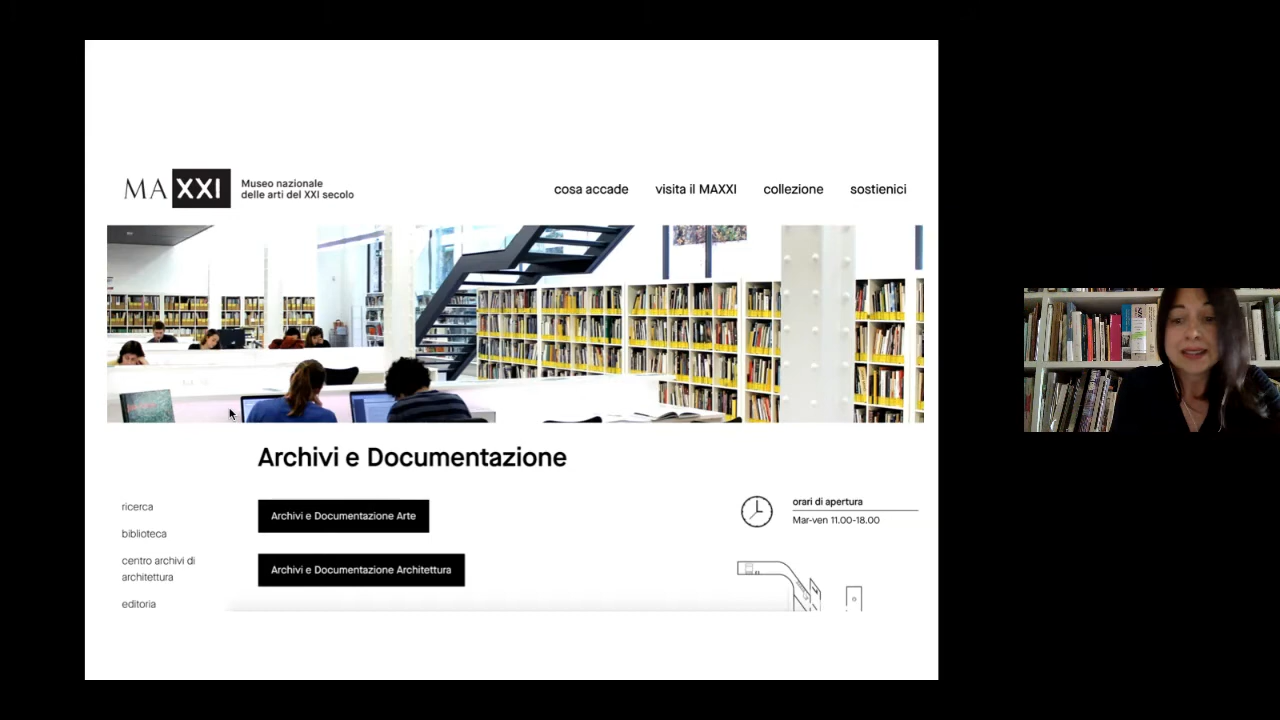 MAXXI
Museo nazionale
delle arti del XXI secolo
cosa accade
visita il MAXXI
collezione
sostienici
Archivi e Documentazione
ricerca
biblioteca
centro archivi di
architettura
editoria
Archivi e Documentazione Arte
Archivi e Documentazione Architettura
orari di apertura
Mar-ven 11.00-18.00